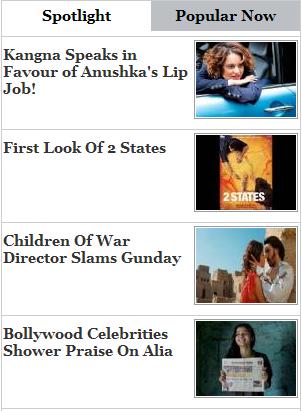 Spotlight
Popular Now
Kangna Speaks in
Favour of Anushka's Lip
Job!
First Look Of 2 States
2 STATES
Children Of War
Director Slams Gunday
Bollywood Celebrities
Shower Praise On Alia